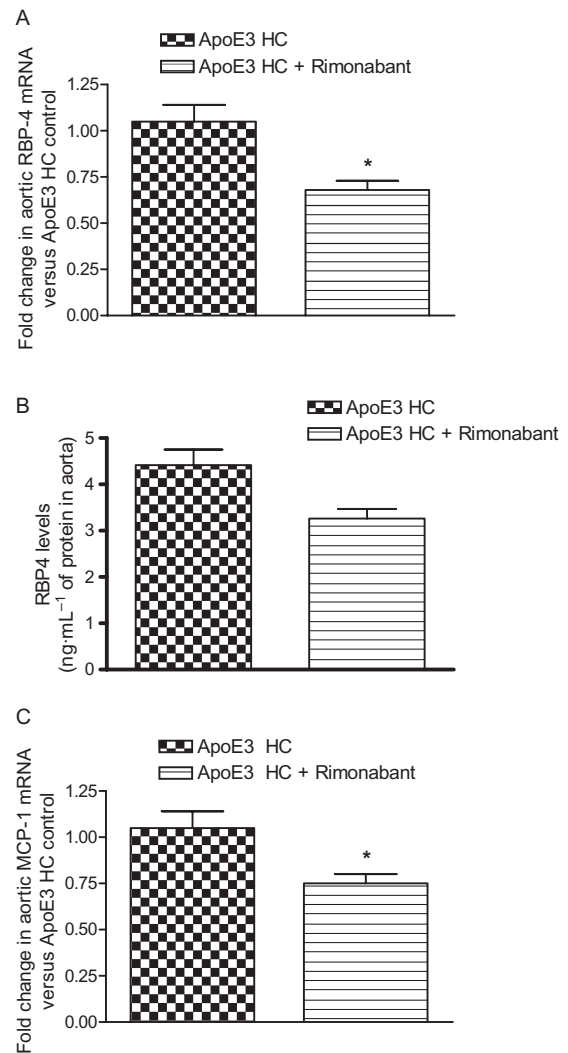 A
ApoE3 HC
ApoE3 HC + Rimonabant
Fold change in aortic RBP-4 mRNA
versus ApoE3 HC control
1.25
1.00
0.75
0.50
0.25
0.00
*
B
ApoE3 HC
ApoE3 HC + Rimonabant
RBP4 levels
(ng·mL⁻¹ of protein in aorta)
5
4
3
2
1
0
C
ApoE3 HC
ApoE3 HC + Rimonabant
Fold change in aortic MCP-1 mRNA
versus ApoE3 HC control
1.25
1.00
0.75
0.50
0.25
0.00
*